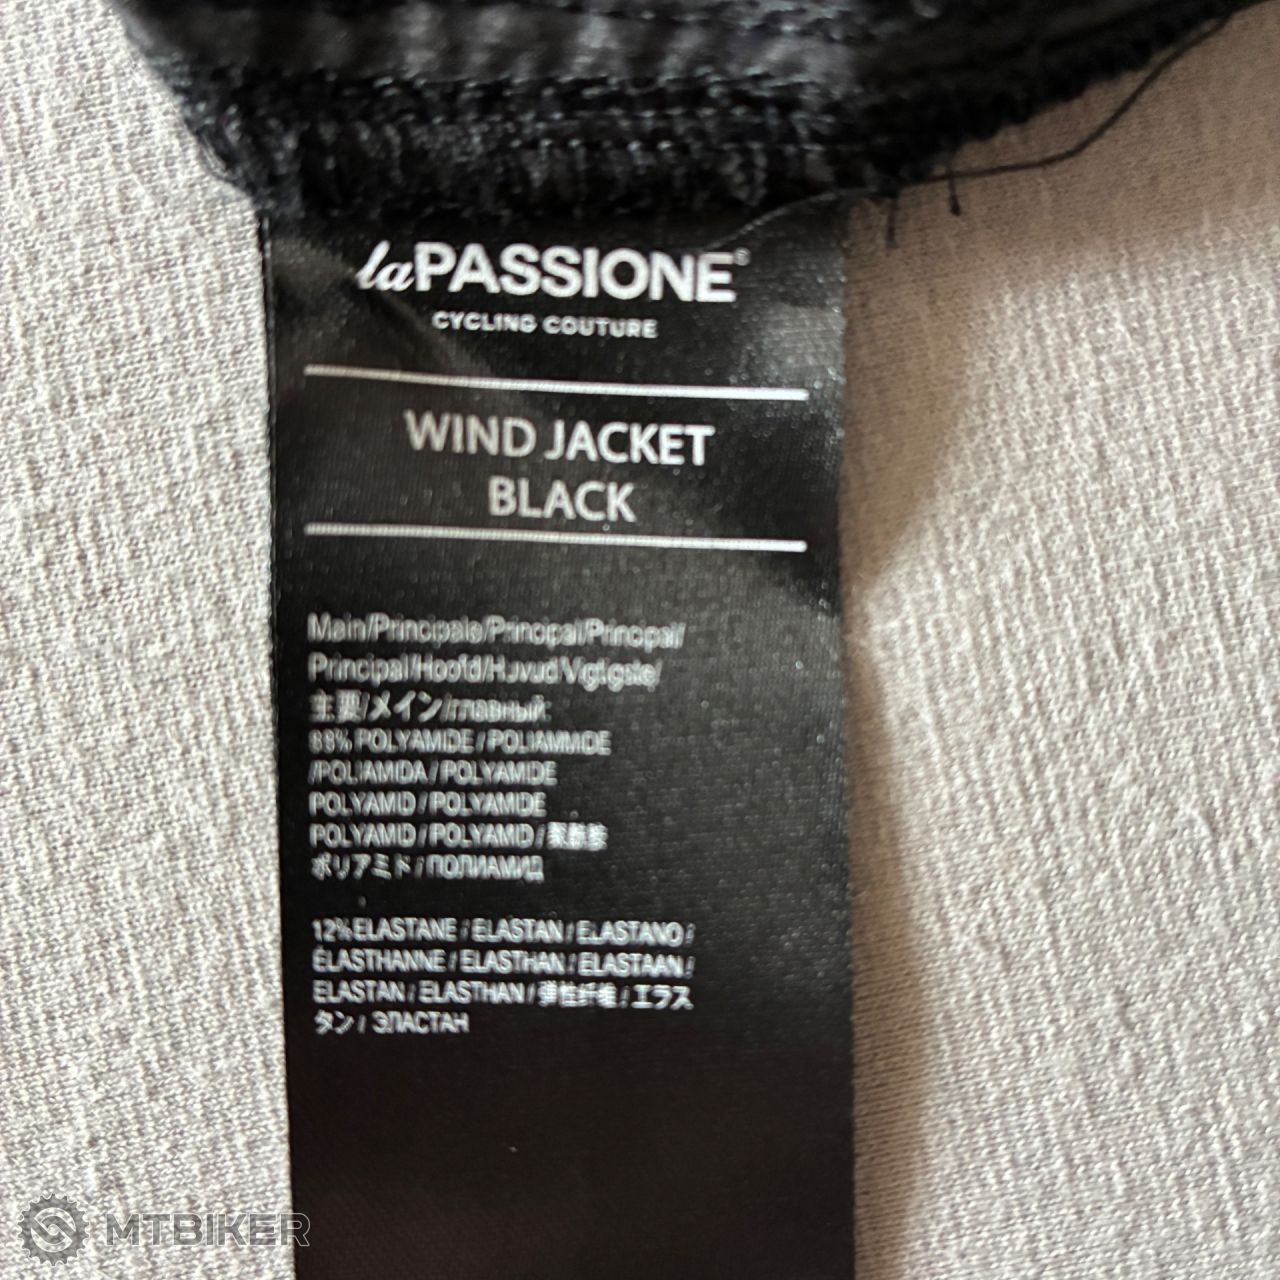 laPASSIONE®
CYCLING COUTURE
WIND JACKET
BLACK
Main/Principale/Principal/Principal/
Principal/Hoofd/Huvud/Vigtigste/
主要/メイン/главный:
88% POLYAMIDE / POLIAMMIDE
/POLIAMIDA / POLYAMIDE
POLYAMID / POLYAMIDE
POLYAMID / POLYAMID / 聚酰胺
ポリアミド / ПОЛИАМИД
12% ELASTANE / ELASTAN / ELASTANO /
ÉLASTHANNE / ELASTHAN / ELASTAAN /
ELASTAN / ELASTHAN / 弹性纤维 / エラス
タン / ЭЛАСТАН
MTBIKER